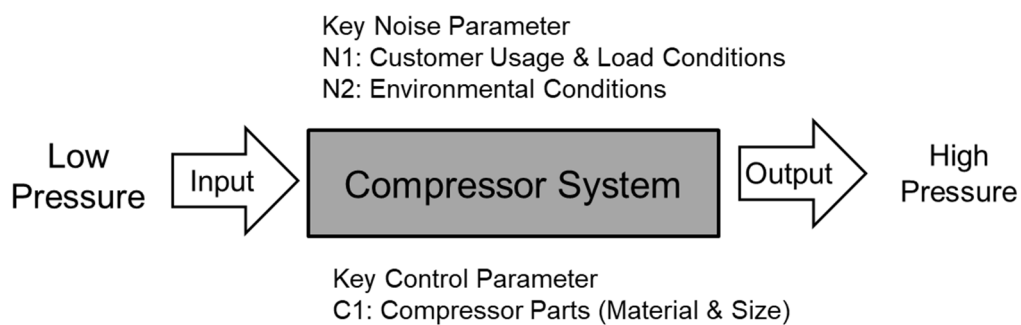 Key Noise Parameter
N1: Customer Usage & Load Conditions
N2: Environmental Conditions
Low
Pressure
Input
Compressor System
Output
High
Pressure
Key Control Parameter
C1: Compressor Parts (Material & Size)